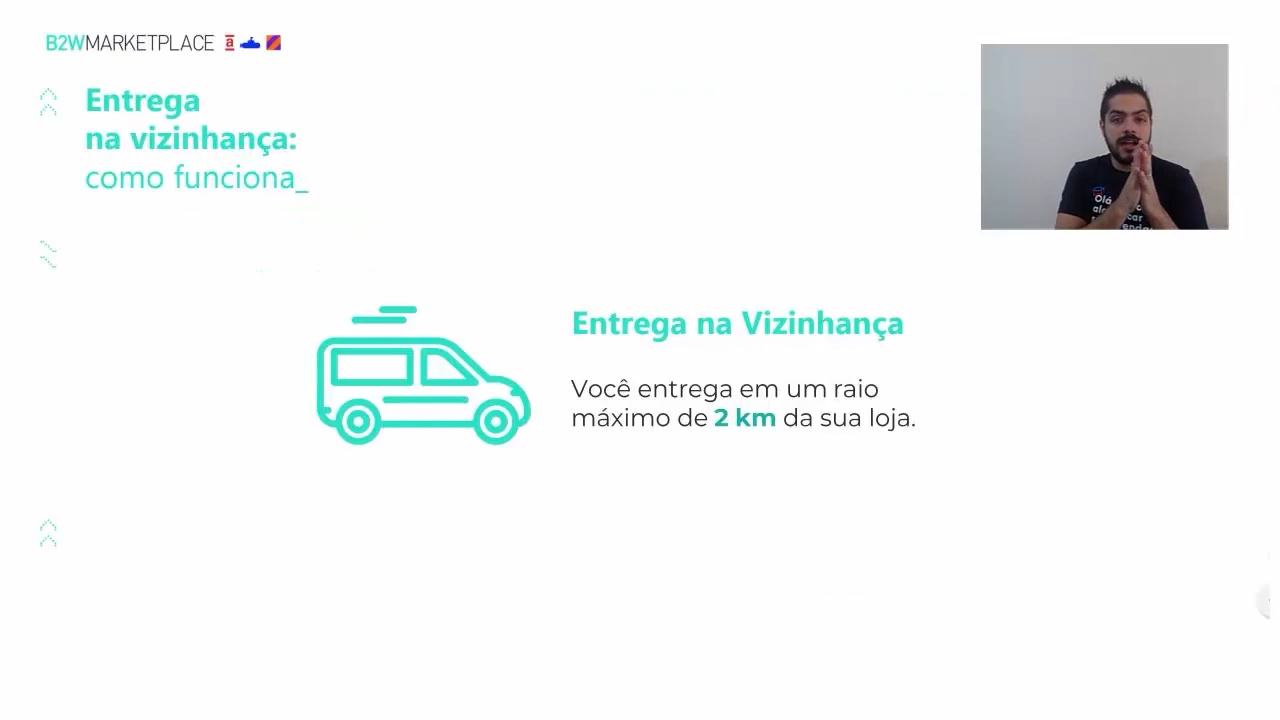 B2WMARKETPLACE
Entrega
na vizinhança:
como funciona_
Olá
Entrega na Vizinhança
Você entrega em um raio
máximo de 2 km da sua loja.